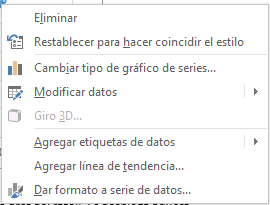 Eliminar
Restablecer para hacer coincidir el estilo
Cambiar tipo de gráfico de series...
Modificar datos
Giro 3D...
Agregar etiquetas de datos
Agregar línea de tendencia...
Dar formato a serie de datos...